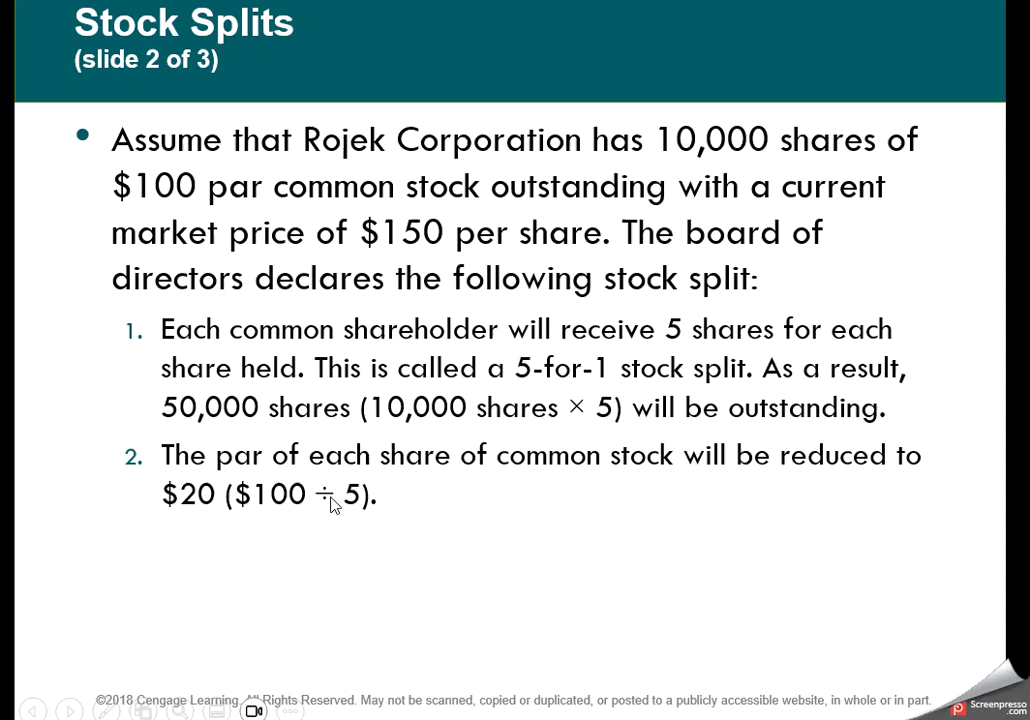 Stock Splits
(slide 2 of 3)
• Assume that Rojek Corporation has 10,000 shares of
$100 par common stock outstanding with a current
market price of $150 per share. The board of
directors declares the following stock split:
1. Each common shareholder will receive 5 shares for each
share held. This is called a 5-for-1 stock split. As a result,
50,000 shares (10,000 shares × 5) will be outstanding.
2. The par of each share of common stock will be reduced to
$20 ($100 ÷ 5).
©2018 Cengage Learning. All Rights Reserved. May not be scanned, copied or duplicated, or posted to a publicly accessible website, in whole or in part.
Screenpresso
.com